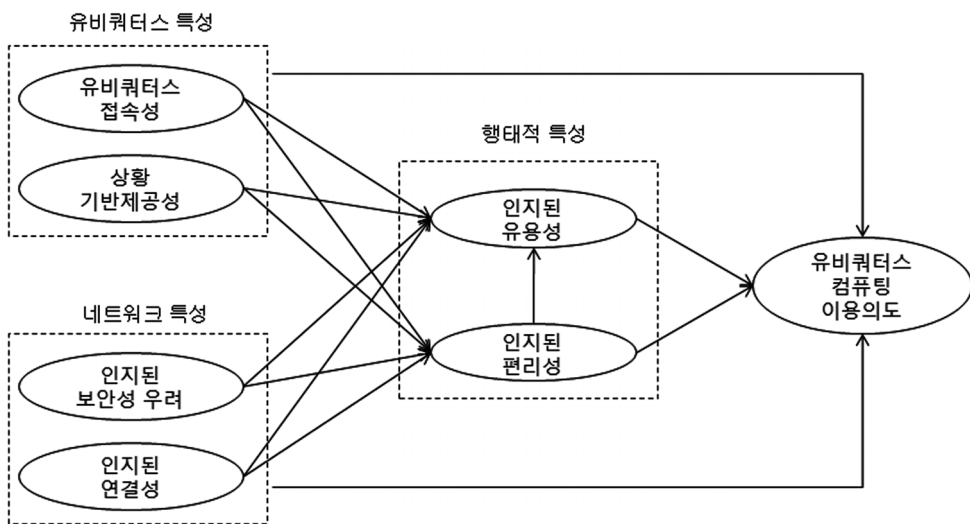 유비쿼터스 특성
유비쿼터스
접속성
상황
기반제공성
네트워크 특성
인지된
보안성 우려
인지된
연결성
행태적 특성
인지된
유용성
인지된
편리성
유비쿼터스
컴퓨팅
이용의도